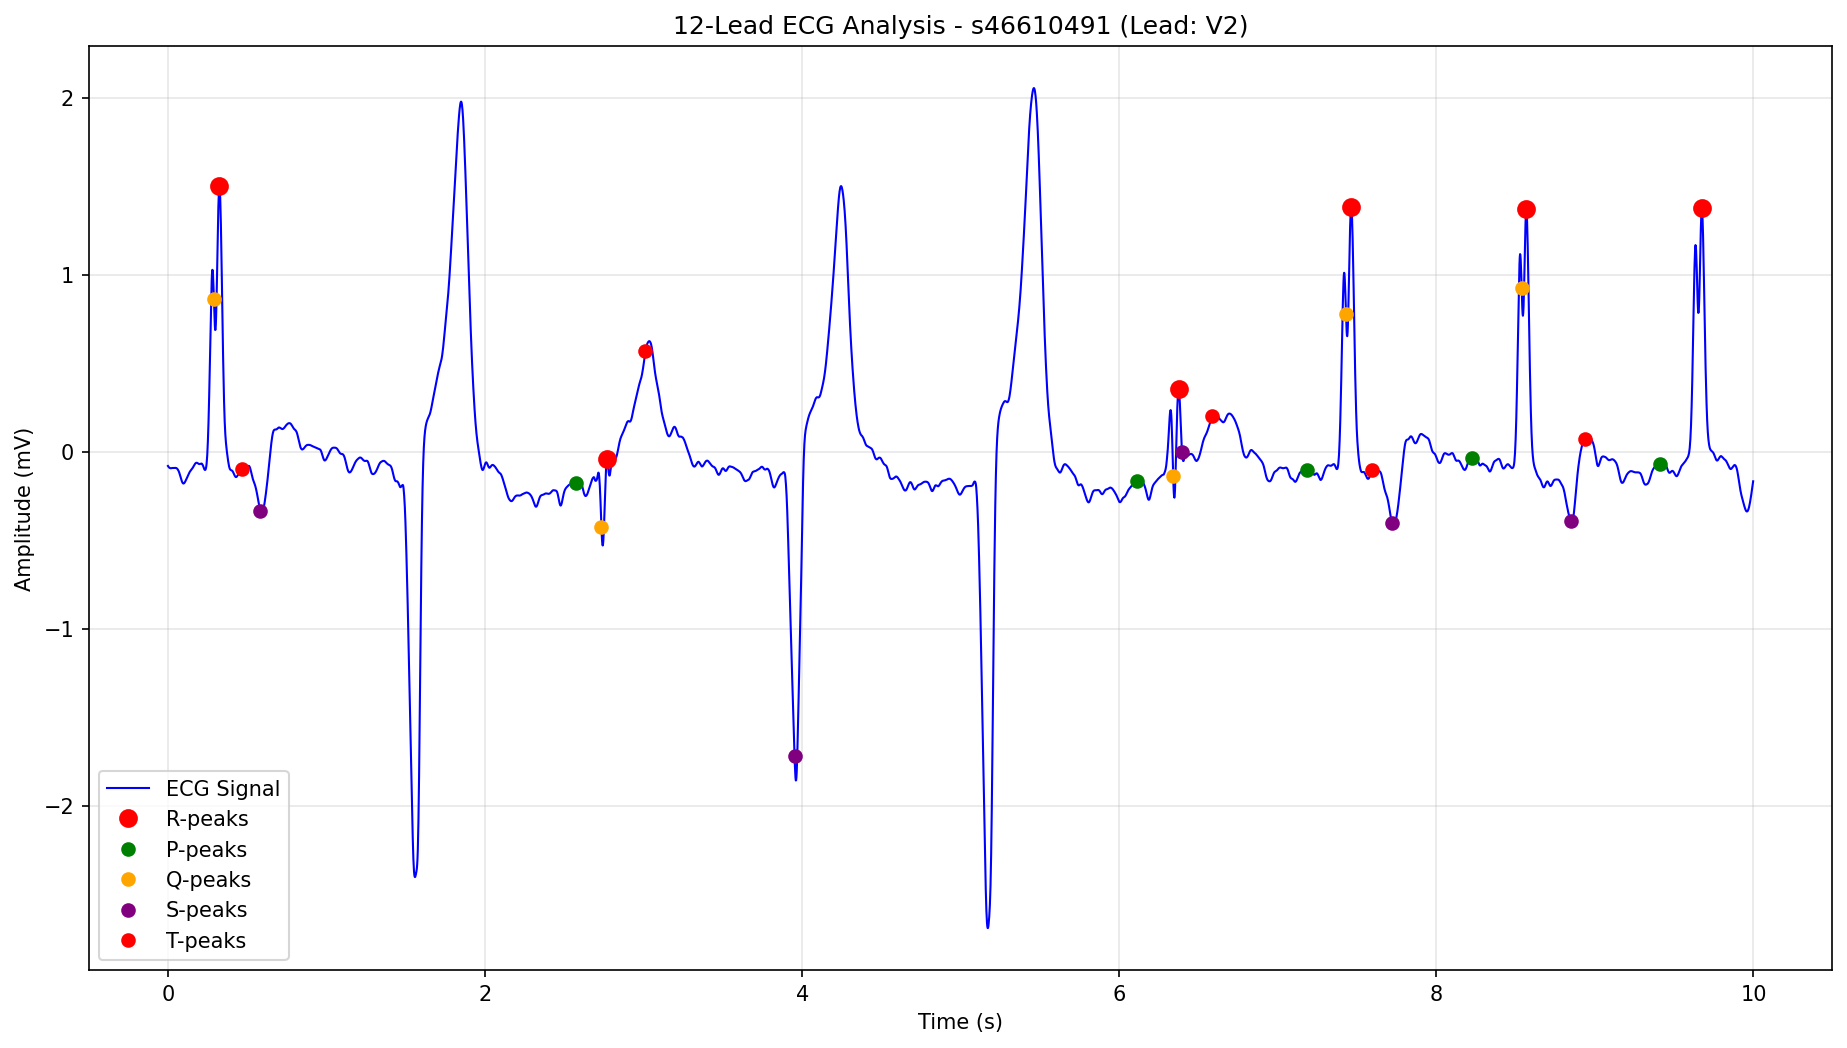 12-Lead ECG Analysis - s46610491 (Lead: V2)
Amplitude (mV)
2
1
0
−1
−2
ECG Signal
R-peaks
P-peaks
Q-peaks
S-peaks
T-peaks
0 2 4 6 8 10
Time (s)